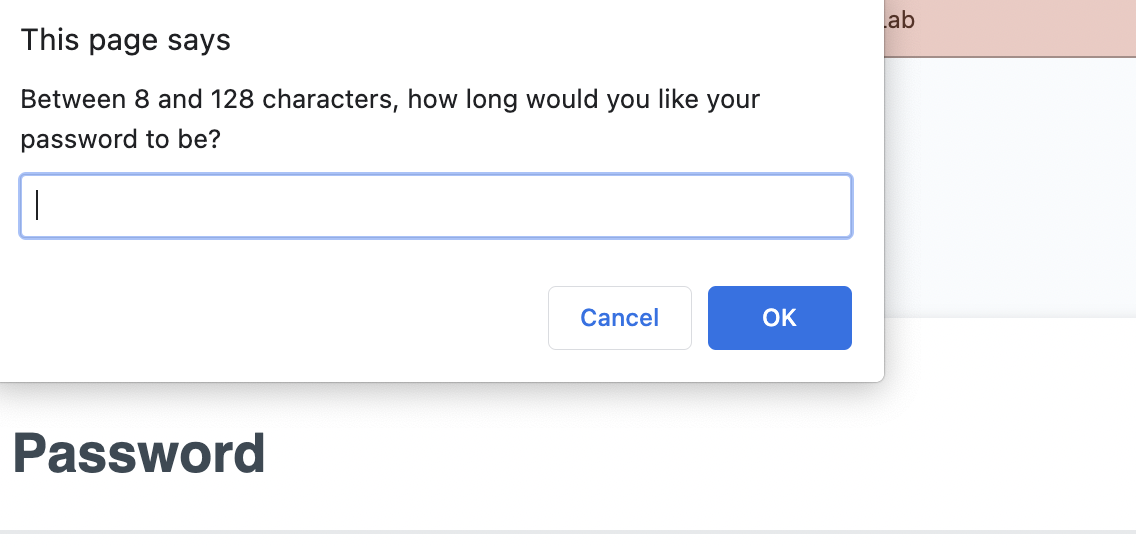 This page says
Between 8 and 128 characters, how long would you like your
password to be?
Cancel
OK
Password